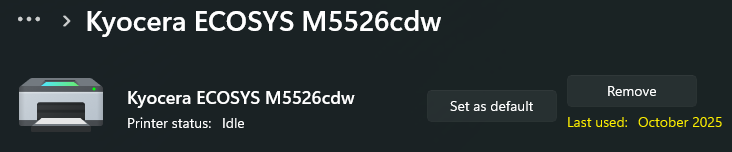 ··· > Kyocera ECOSYS M5526cdw
Kyocera ECOSYS M5526cdw
Printer status: Idle
Set as default
Remove
Last used: October 2025